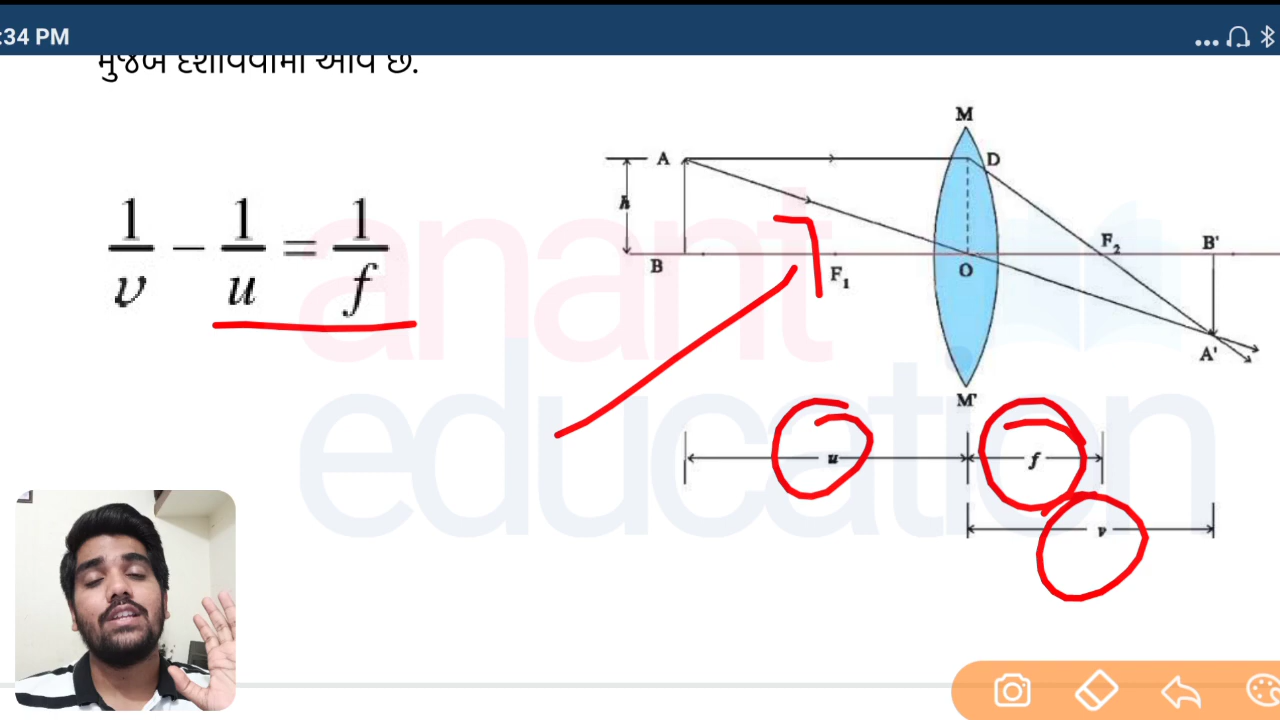 :34 PM
મુજબ દર્શાવવામાં આવે છે.
1/v − 1/u = 1/f
M
A
D
h
F₂
B'
B
O
F₁
A'
M'
u
f
v
anant
education